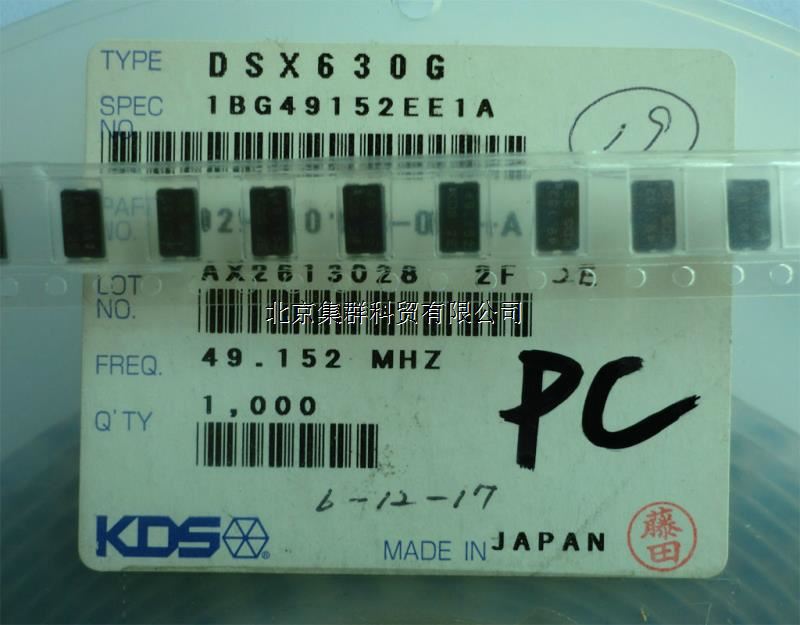 TYPE DSX630G
SPEC 1BG49152EE1A
NO.
19
PART
NO.
LOT AX2613028 2F
NO.
北京集群科贸有限公司
FREQ. 49.152 MHZ
Q'TY 1,000
PC
6-12-17
KDS ®
MADE IN JAPAN
藤田